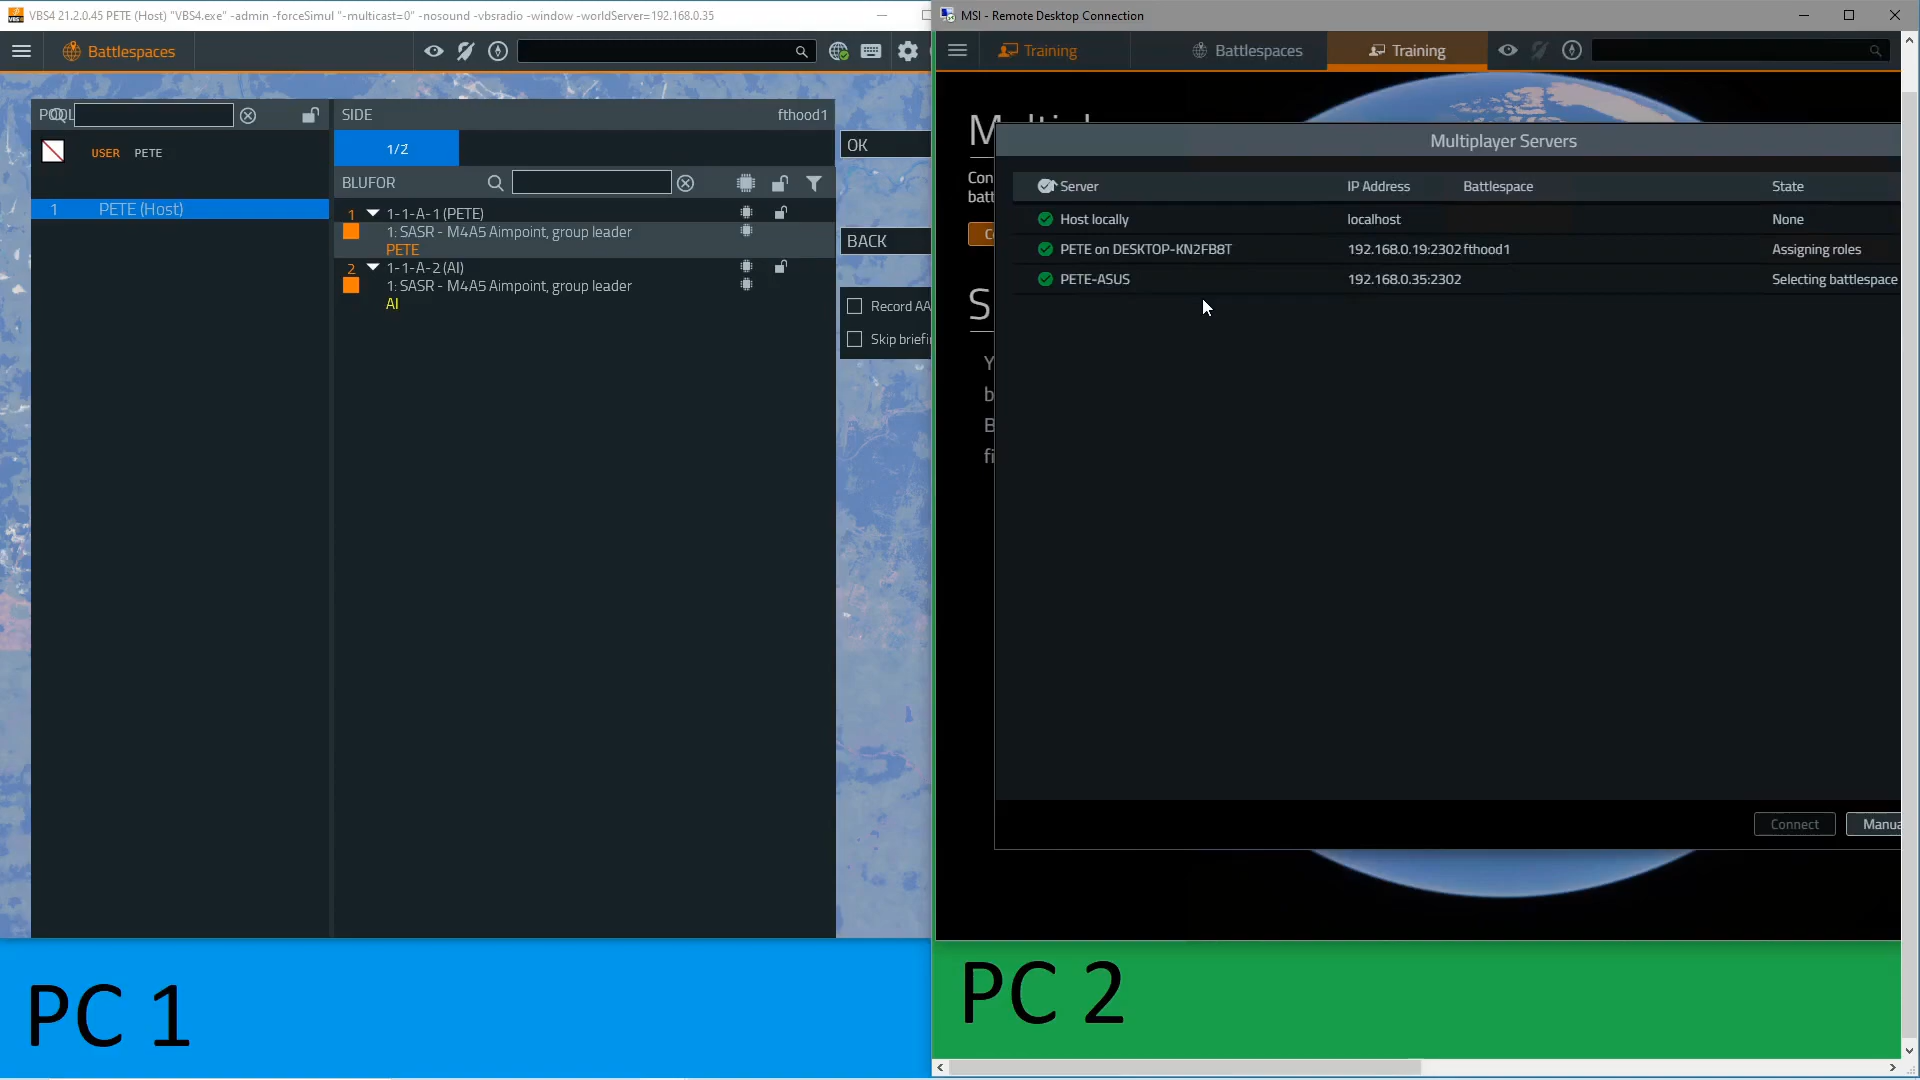 VBS4 21.2.0.45 PETE (Host) "VBS4.exe" -admin -forceSimul "-multicast=0" -nosound -vbsradio -window -worldServer=192.168.0.35
Battlespaces
POOL
USER PETE
1 PETE (Host)
SIDE fthood1
1/2
BLUFOR
1 1-1-A-1 (PETE)
1: SASR - M4A5 Aimpoint, group leader
PETE
2 1-1-A-2 (AI)
1: SASR - M4A5 Aimpoint, group leader
AI
OK
BACK
Record AA
Skip briefi
PC 1
MSI - Remote Desktop Connection
Training Battlespaces Training
Con
batt
Multiplayer Servers
Server IP Address Battlespace State
Host locally localhost None
PETE on DESKTOP-KN2FB8T 192.168.0.19:2302 fthood1 Assigning roles
PETE-ASUS 192.168.0.35:2302 Selecting battlespace
Connect Manua
PC 2